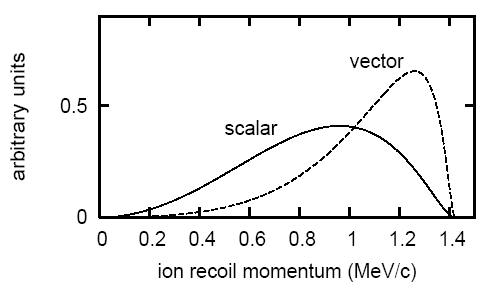 arbitrary units
0.5
0
vector
scalar
0 0.2 0.4 0.6 0.8 1 1.2 1.4
ion recoil momentum (MeV/c)